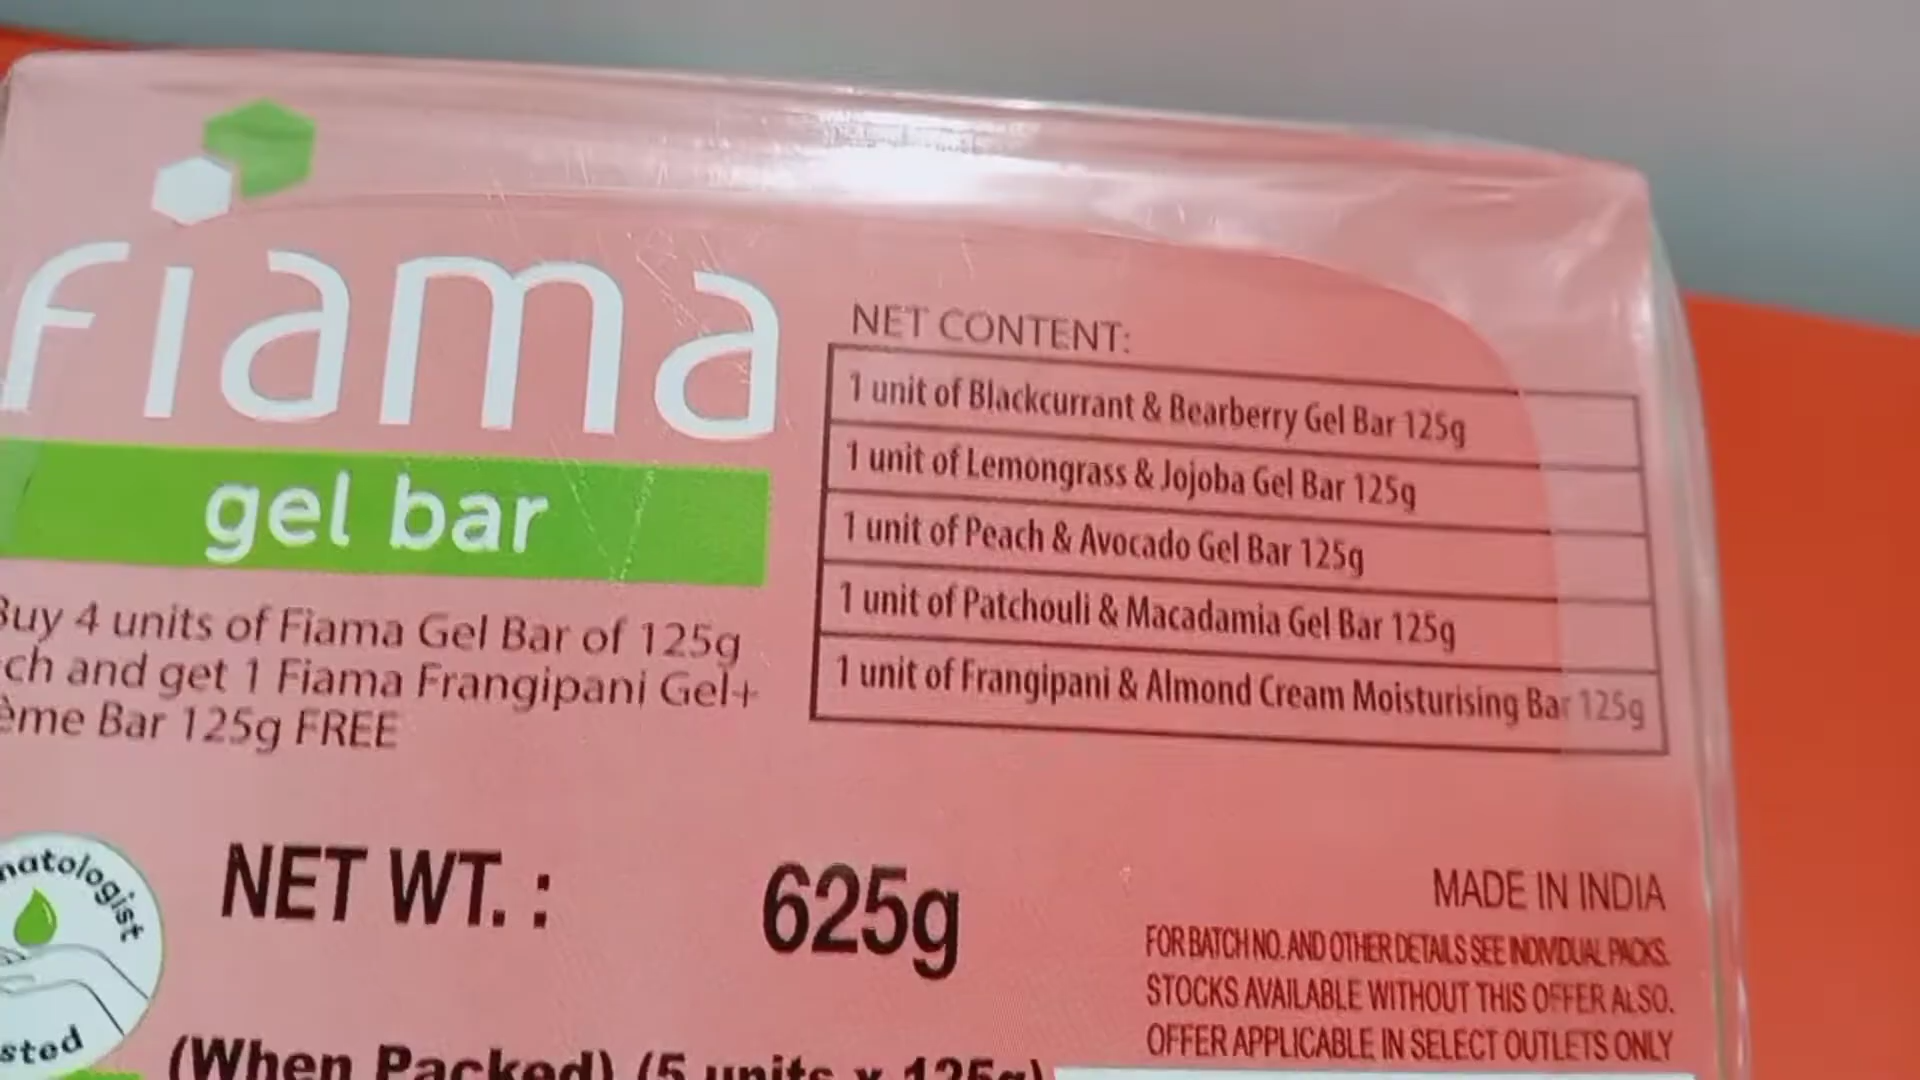 fiama
gel bar
Buy 4 units of Fiama Gel Bar of 125g
ch and get 1 Fiama Frangipani Gel+
ème Bar 125g FREE
NET CONTENT:
1 unit of Blackcurrant & Bearberry Gel Bar 125g
1 unit of Lemongrass & Jojoba Gel Bar 125g
1 unit of Peach & Avocado Gel Bar 125g
1 unit of Patchouli & Macadamia Gel Bar 125g
1 unit of Frangipani & Almond Cream Moisturising Bar 125g
natologist
sted
NET WT. : 625g
(When Packed) (5 units x 125g)
MADE IN INDIA
FOR BATCH NO. AND OTHER DETAILS SEE INDIVIDUAL PACKS.
STOCKS AVAILABLE WITHOUT THIS OFFER ALSO.
OFFER APPLICABLE IN SELECT OUTLETS ONLY